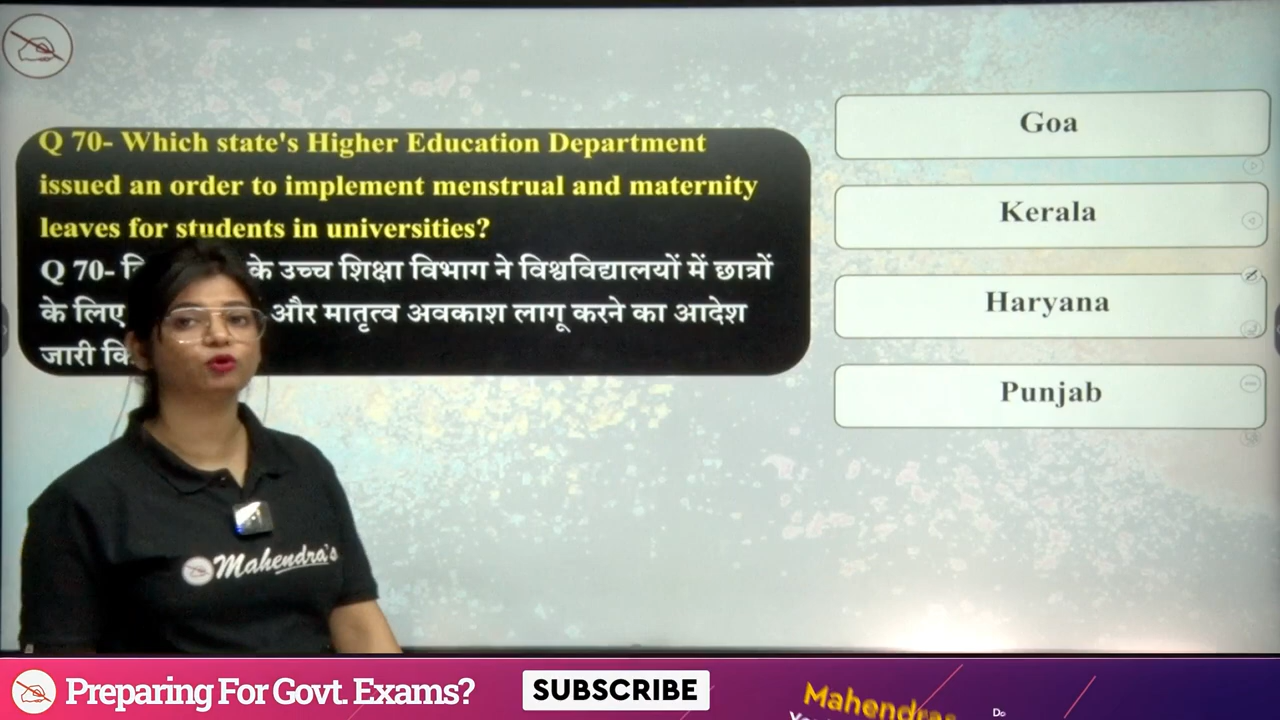 Q 70- Which state's Higher Education Department
issued an order to implement menstrual and maternity
leaves for students in universities?
Q 70- के उच्च शिक्षा विभाग ने विश्वविद्यालयों में छात्रों
के लिए और मातृत्व अवकाश लागू करने का आदेश
जारी
Goa
Kerala
Haryana
Punjab
Mahendra's
Preparing For Govt. Exams?
SUBSCRIBE
Mahendras